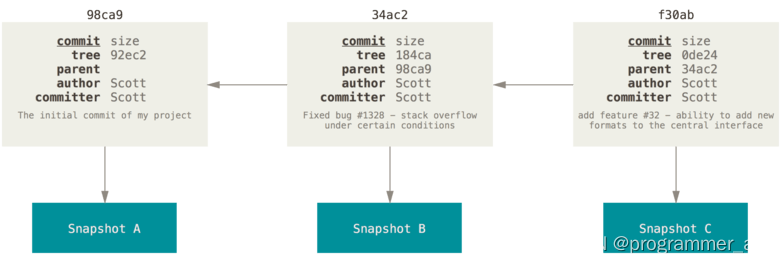 98ca9
commit size
tree 92ec2
parent
author Scott
committer Scott
The initial commit of my project
Snapshot A
34ac2
commit size
tree 184ca
parent 98ca9
author Scott
committer Scott
Fixed bug #1328 – stack overflow
under certain conditions
Snapshot B
f30ab
commit size
tree 0de24
parent 34ac2
author Scott
committer Scott
add feature #32 – ability to add new
formats to the central interface
Snapshot C